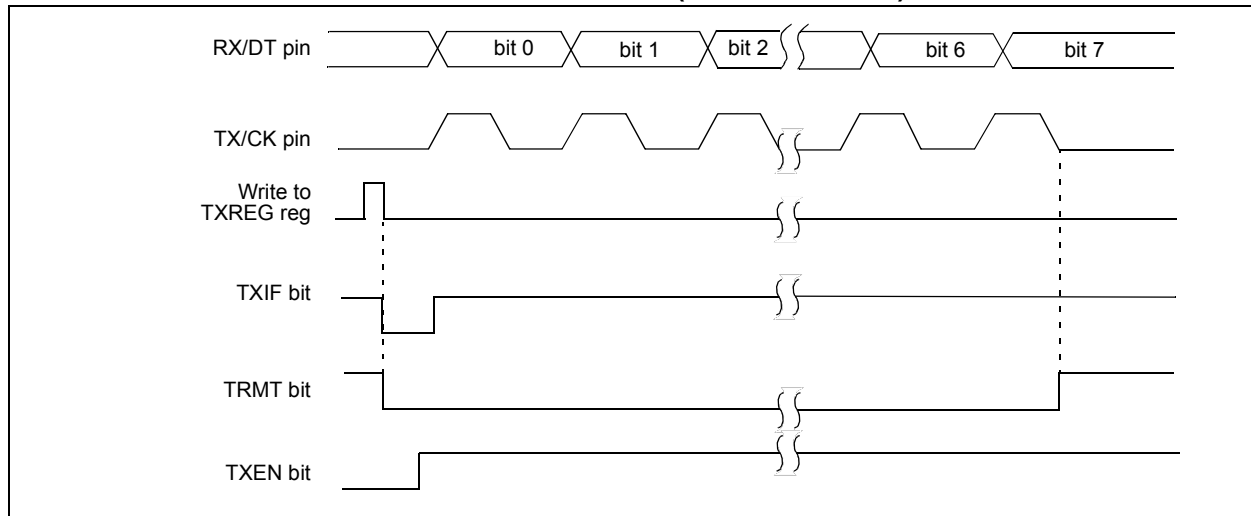 RX/DT pin
bit 0 bit 1 bit 2 bit 6 bit 7
TX/CK pin
Write to
TXREG reg
TXIF bit
TRMT bit
TXEN bit